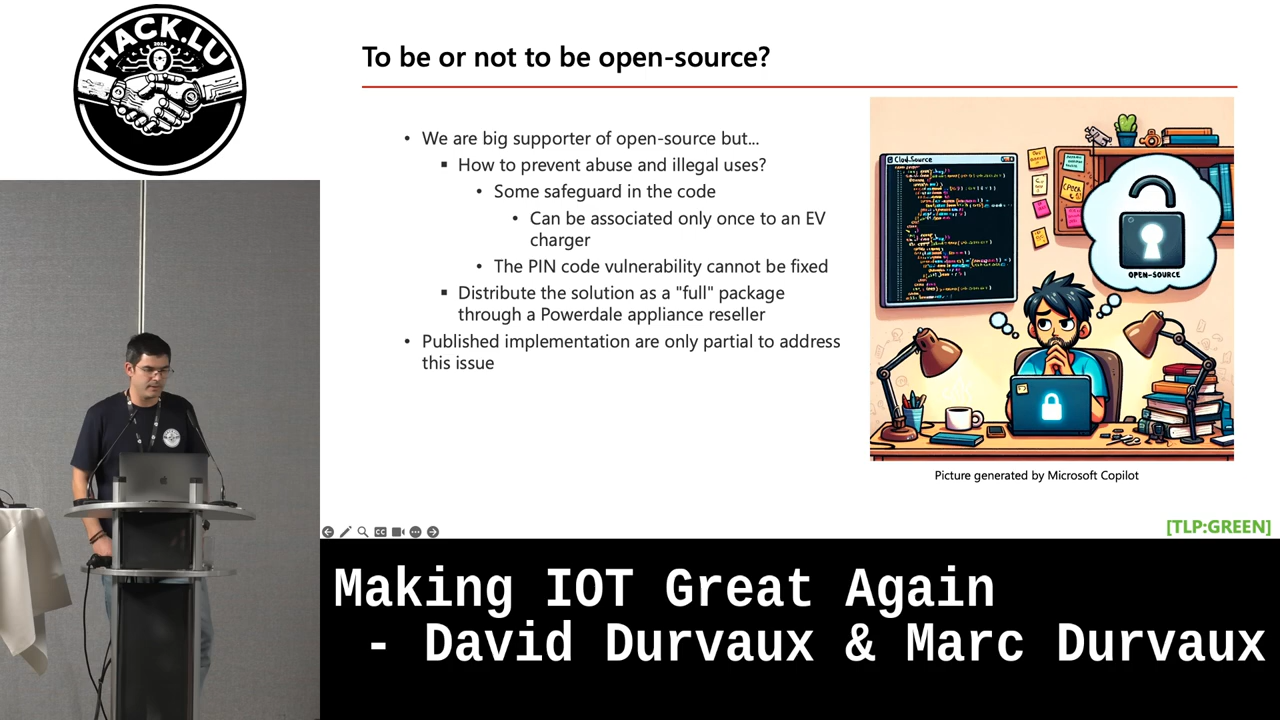 HACK.LU
2024
To be or not to be open-source?
• We are big supporter of open-source but...
▪ How to prevent abuse and illegal uses?
• Some safeguard in the code
• Can be associated only once to an EV
charger
• The PIN code vulnerability cannot be fixed
▪ Distribute the solution as a "full" package
through a Powerdale appliance reseller
• Published implementation are only partial to address
this issue
OPEN-SOURCE
Picture generated by Microsoft Copilot
CC
[TLP:GREEN]
Making IOT Great Again
- David Durvaux & Marc Durvaux